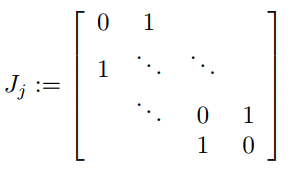 0 1
1 ⋱ ⋱
J_j := ⋱ 0 1
1 0